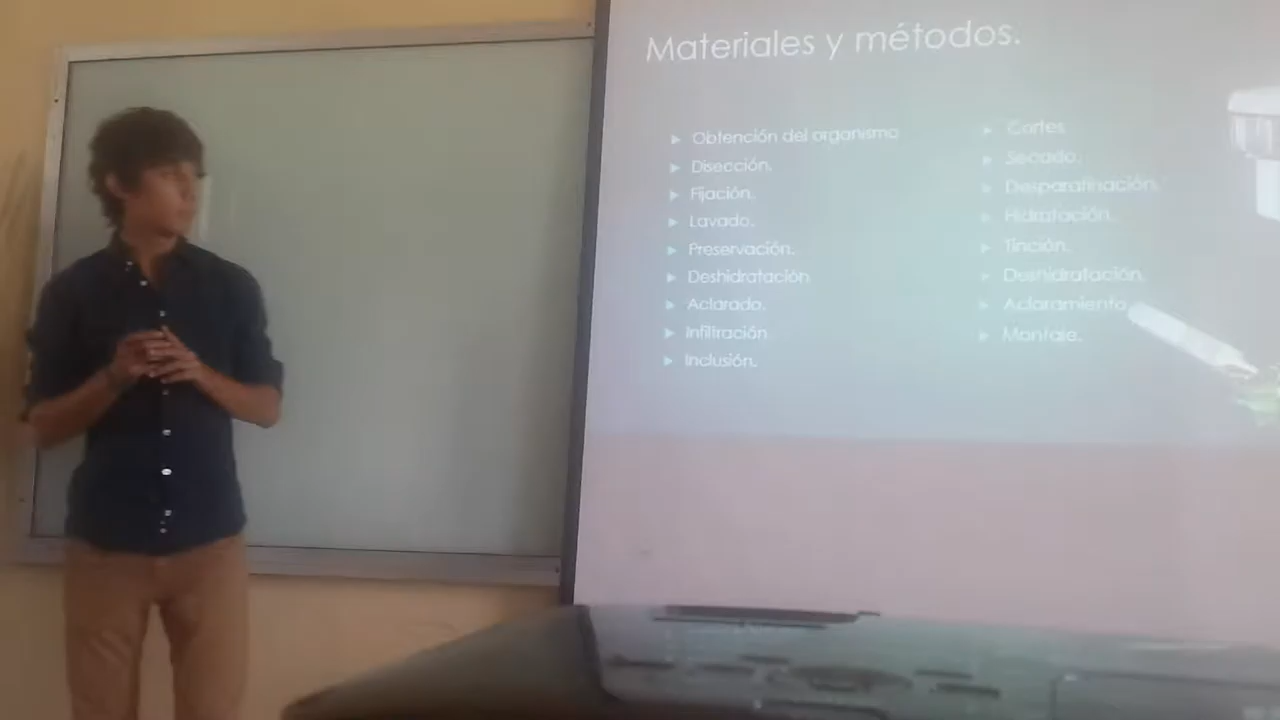 Materiales y métodos.
Obtención del organismo
Disección.
Fijación.
Lavado.
Preservación.
Deshidratación
Aclarado.
Infiltración
Inclusión.
Cortes
Secado.
Desparafinación.
Hidratación.
Tinción.
Deshidratación.
Aclaramiento
Montaje.